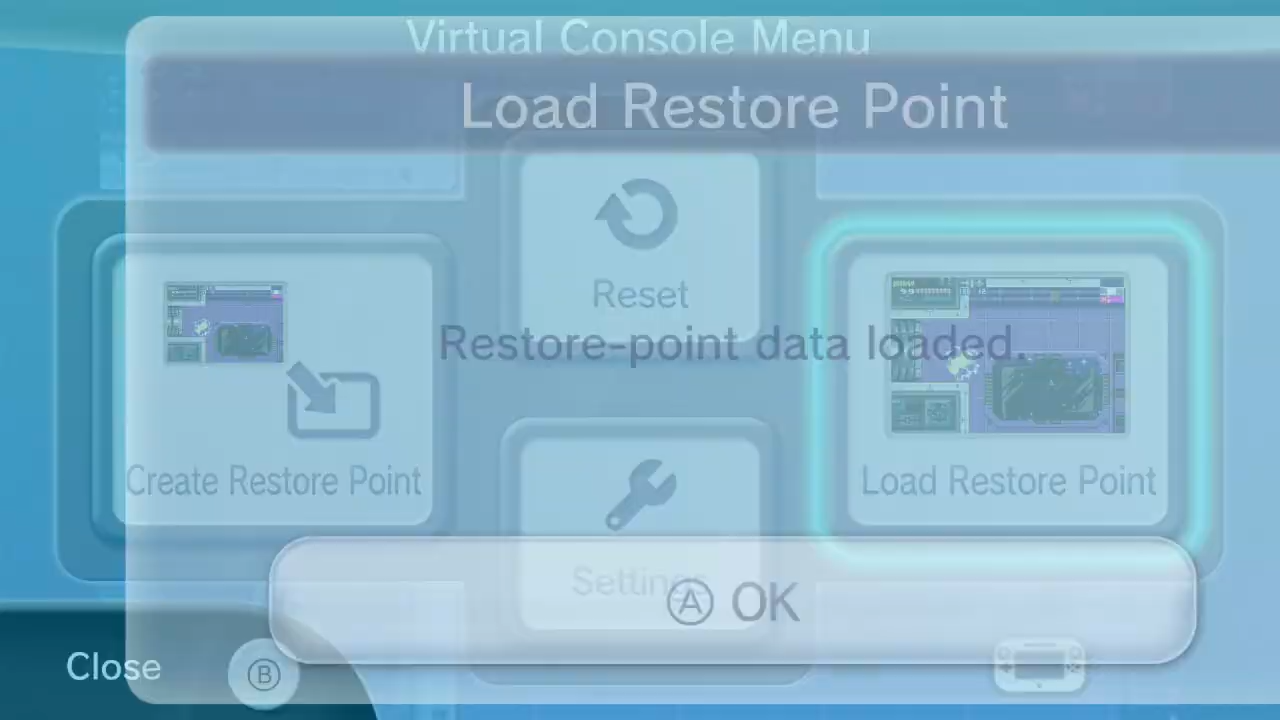 Virtual Console Menu
Load Restore Point
Reset
Restore-point data loaded.
Create Restore Point
Load Restore Point
Settings
Ⓐ OK
Close
Ⓑ